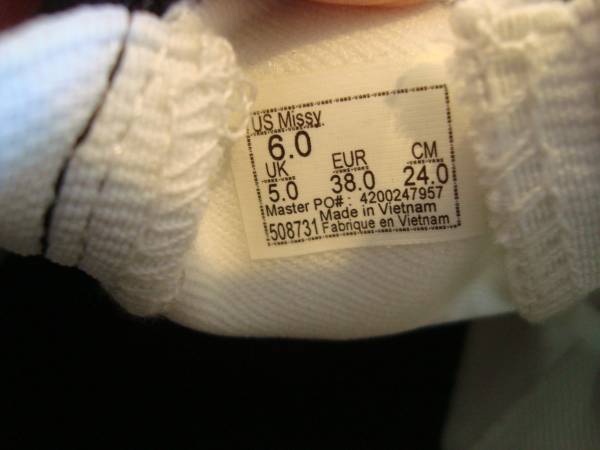 US Missy
6.0
UK EUR CM
5.0 38.0 24.0
Master PO# : 4200247957
Made in Vietnam
508731 Fabrique en Vietnam